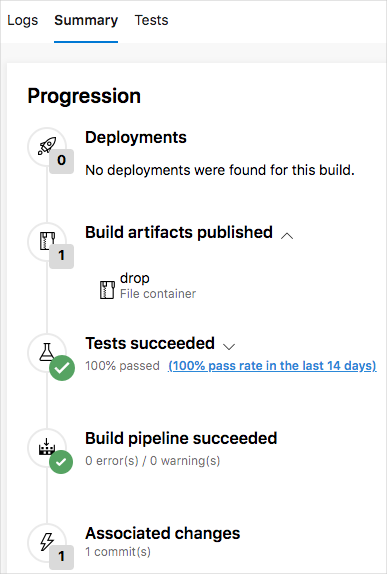 Logs Summary Tests
Progression
Deployments
0
No deployments were found for this build.
Build artifacts published
1
drop
File container
Tests succeeded
100% passed (100% pass rate in the last 14 days)
Build pipeline succeeded
0 error(s) / 0 warning(s)
Associated changes
1
1 commit(s)